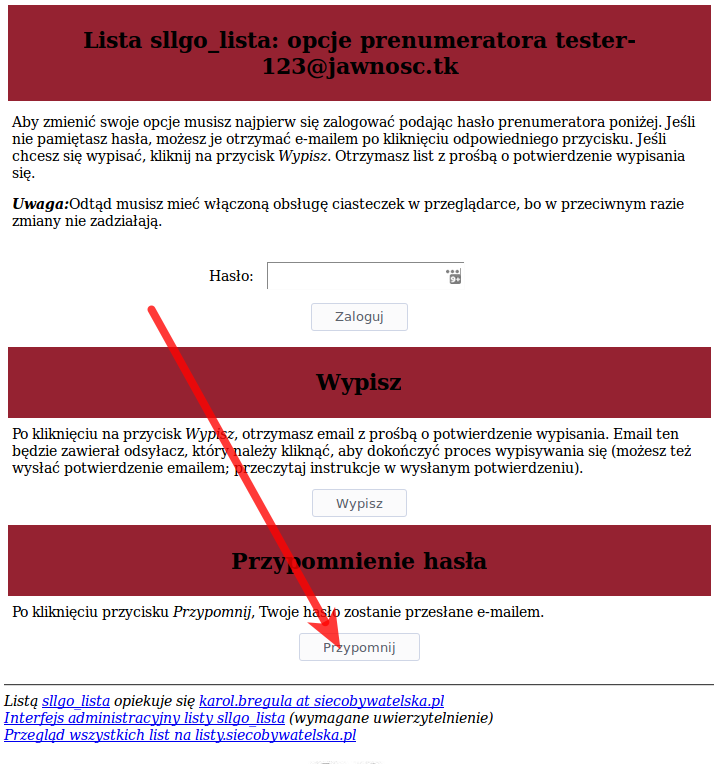 Lista sllgo_lista: opcje prenumeratora tester-
123@jawnosc.tk
Aby zmienić swoje opcje musisz najpierw się zalogować podając hasło prenumeratora poniżej. Jeśli
nie pamiętasz hasła, możesz je otrzymać e-mailem po kliknięciu odpowiedniego przycisku. Jeśli
chcesz się wypisać, kliknij na przycisk Wypisz. Otrzymasz list z prośbą o potwierdzenie wypisania
się.
Uwaga:Odtąd musisz mieć włączoną obsługę ciasteczek w przeglądarce, bo w przeciwnym razie
zmiany nie zadziałają.
Hasło:
9+
Zaloguj
Wypisz
Po kliknięciu na przycisk Wypisz, otrzymasz email z prośbą o potwierdzenie wypisania. Email ten
będzie zawierał odsyłacz, który należy kliknąć, aby dokończyć proces wypisywania się (możesz też
wysłać potwierdzenie emailem; przeczytaj instrukcje w wysłanym potwierdzeniu).
Wypisz
Przypomnienie hasła
Po kliknięciu przycisku Przypomnij, Twoje hasło zostanie przesłane e-mailem.
Przypomnij
Listą sllgo_lista opiekuje się karol.bregula at siecobywatelska.pl
Interfejs administracyjny listy sllgo_lista (wymagane uwierzytelnienie)
Przegląd wszystkich list na listy.siecobywatelska.pl